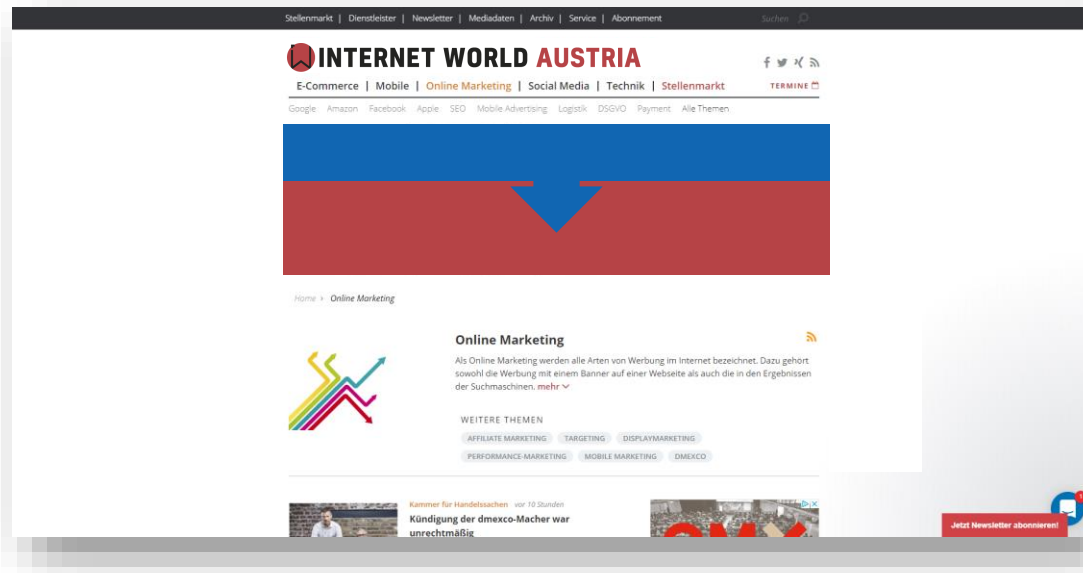 Stellenmarkt | Dienstleister | Newsletter | Mediadaten | Archiv | Service | Abonnement
Suchen
INTERNET WORLD AUSTRIA
E-Commerce | Mobile | Online Marketing | Social Media | Technik | Stellenmarkt
TERMINE
Google Amazon Facebook Apple SEO Mobile Advertising Logistik DSGVO Payment Alle Themen
Home > Online Marketing
Online Marketing
Als Online Marketing werden alle Arten von Werbung im Internet bezeichnet. Dazu gehört
sowohl die Werbung mit einem Banner auf einer Webseite als auch die in den Ergebnissen
der Suchmaschinen. mehr
WEITERE THEMEN
AFFILIATE MARKETING TARGETING DISPLAYMARKETING
PERFORMANCE-MARKETING MOBILE MARKETING DMEXCO
Kammer für Handelssachen vor 10 Stunden
Kündigung der dmexco-Macher war
unrechtmäßig
Jetzt Newsletter abonnieren!
1